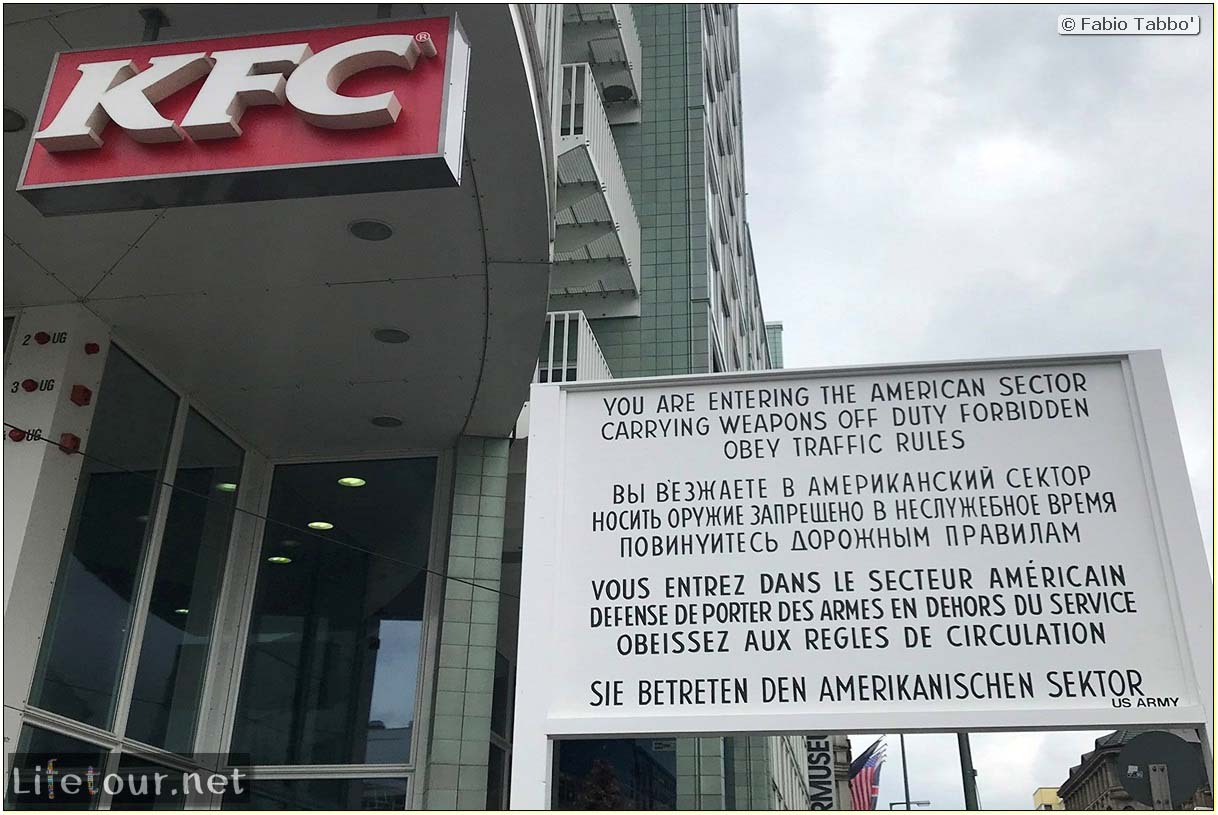 © Fabio Tabbo'
KFC®
2 UG
3 UG
UG
YOU ARE ENTERING THE AMERICAN SECTOR
CARRYING WEAPONS OFF DUTY FORBIDDEN
OBEY TRAFFIC RULES
ВЫ ВЪЕЗЖАЕТЕ В АМЕРИКАНСКИЙ СЕКТОР
НОСИТЬ ОРУЖИЕ ЗАПРЕЩЕНО В НЕСЛУЖЕБНОЕ ВРЕМЯ
ПОВИНУИТЕСЬ ДОРОЖНЫМ ПРАВИЛАМ
VOUS ENTREZ DANS LE SECTEUR AMÉRICAIN
DEFENSE DE PORTER DES ARMES EN DEHORS DU SERVICE
OBEISSEZ AUX REGLES DE CIRCULATION
SIE BETRETEN DEN AMERIKANISCHEN SEKTOR
US ARMY
RMUSEU
Lifetour.net